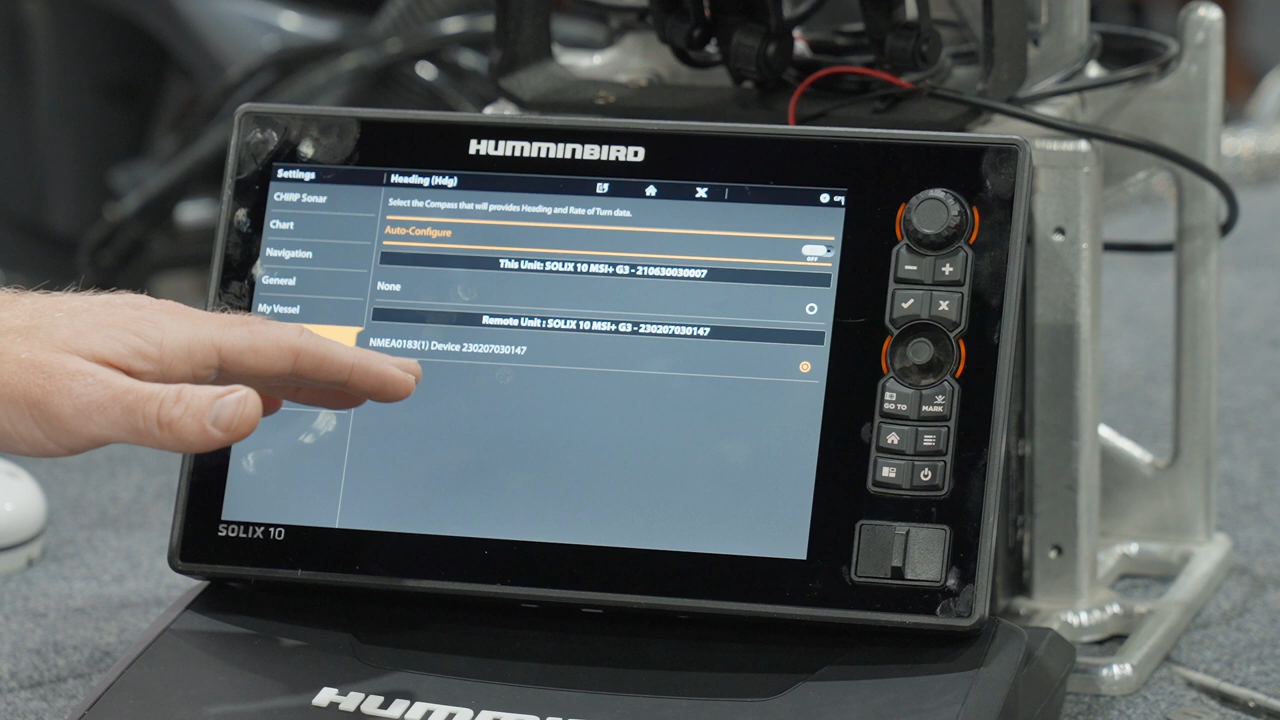 HUMMINBIRD
Settings
Heading (Hdg)
CHIRP Sonar
Chart
Navigation
General
My Vessel
Select the Compass that will provides Heading and Rate of Turn data.
Auto-Configure
OFF
This Unit: SOLIX 10 MSI+ G3 - 210630030007
None
Remote Unit : SOLIX 10 MSI+ G3 - 230207030147
NMEA0183(1) Device 230207030147
GO TO
MARK
SOLIX 10